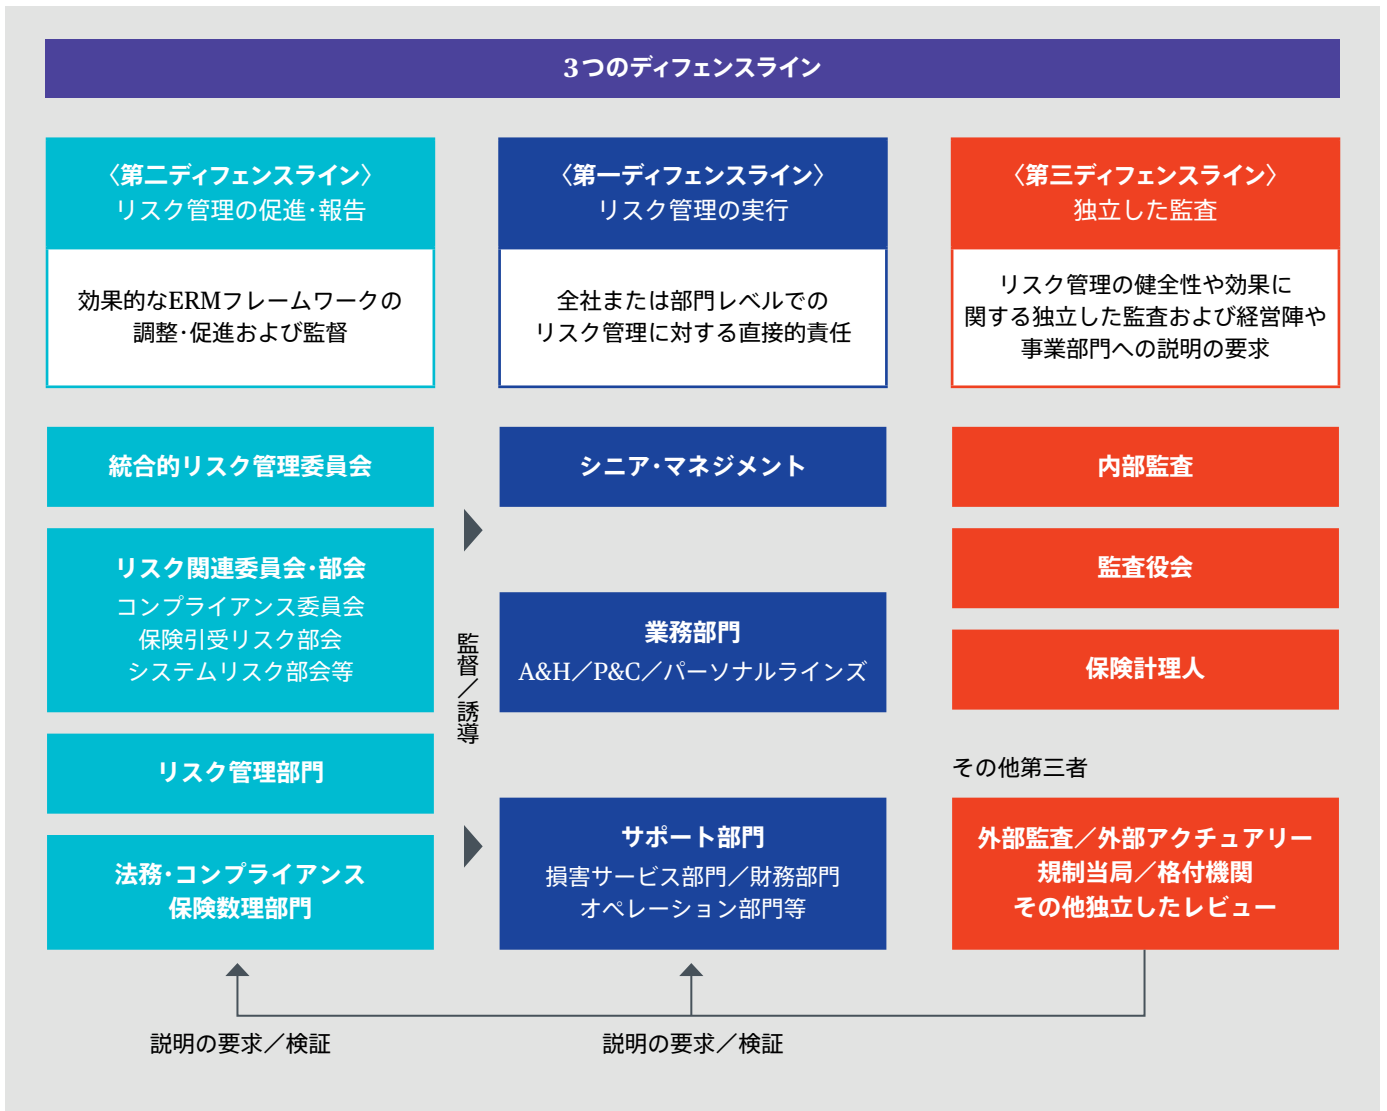 3つのディフェンスライン
〈第二ディフェンスライン〉
リスク管理の促進･報告
効果的なERMフレームワークの
調整･促進および監督
統合的リスク管理委員会
リスク関連委員会･部会
コンプライアンス委員会
保険引受リスク部会
システムリスク部会等
リスク管理部門
法務･コンプライアンス
保険数理部門
監督／誘導
〈第一ディフェンスライン〉
リスク管理の実行
全社または部門レベルでの
リスク管理に対する直接的責任
シニア･マネジメント
業務部門
A&H／P&C／パーソナルラインズ
サポート部門
損害サービス部門／財務部門
オペレーション部門等
〈第三ディフェンスライン〉
独立した監査
リスク管理の健全性や効果に
関する独立した監査および経営陣や
事業部門への説明の要求
内部監査
監査役会
保険計理人
その他第三者
外部監査／外部アクチュアリー
規制当局／格付機関
その他独立したレビュー
説明の要求／検証
説明の要求／検証